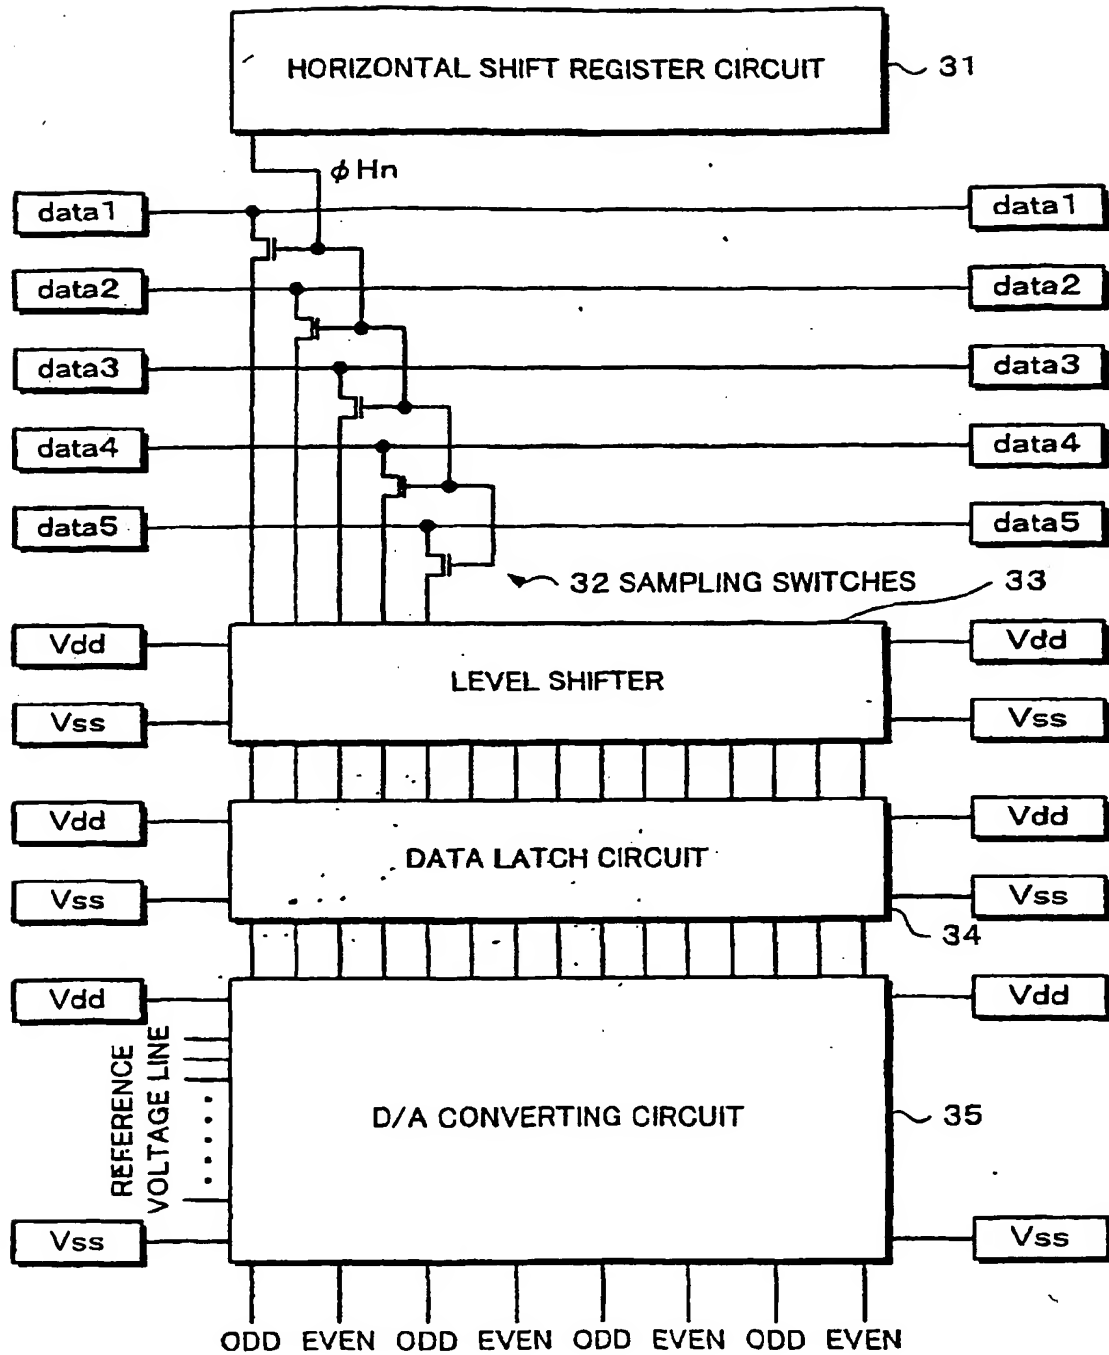 HORIZONTAL SHIFT REGISTER CIRCUIT
31
φHn
data1
data1
data2
data2
data3
data3
data4
data4
data5
data5
32 SAMPLING SWITCHES
33
Vdd
Vdd
LEVEL SHIFTER
Vss
Vss
Vdd
Vdd
DATA LATCH CIRCUIT
Vss
Vss
34
Vdd
Vdd
REFERENCE
VOLTAGE LINE
D/A CONVERTING CIRCUIT
35
Vss
Vss
ODD EVEN ODD EVEN ODD EVEN ODD EVEN